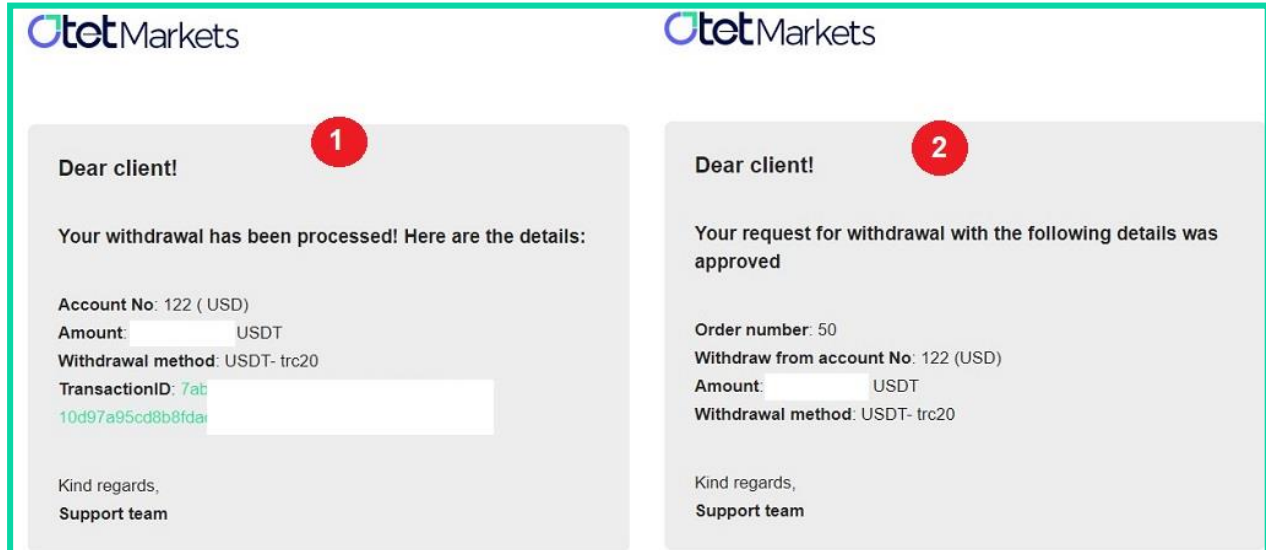 OtetMarkets
1
Dear client!
Your withdrawal has been processed! Here are the details:
Account No: 122 ( USD)
Amount: USDT
Withdrawal method: USDT- trc20
TransactionID: 7ab
10d97a95cd8b8fda
Kind regards,
Support team
OtetMarkets
2
Dear client!
Your request for withdrawal with the following details was
approved
Order number: 50
Withdraw from account No: 122 (USD)
Amount: USDT
Withdrawal method: USDT- trc20
Kind regards,
Support team